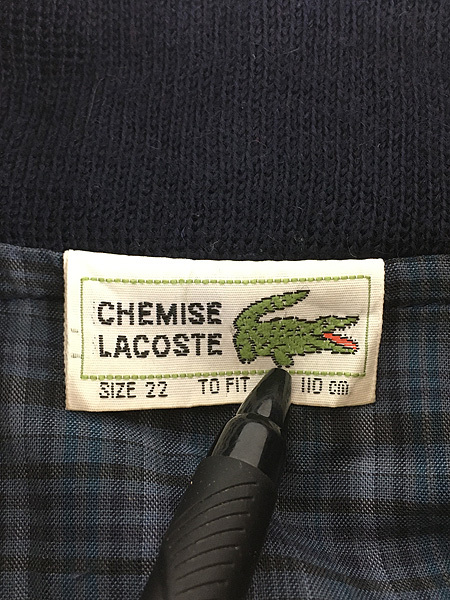 CHEMISE
LACOSTE
SIZE 22 TO FIT 110 cm